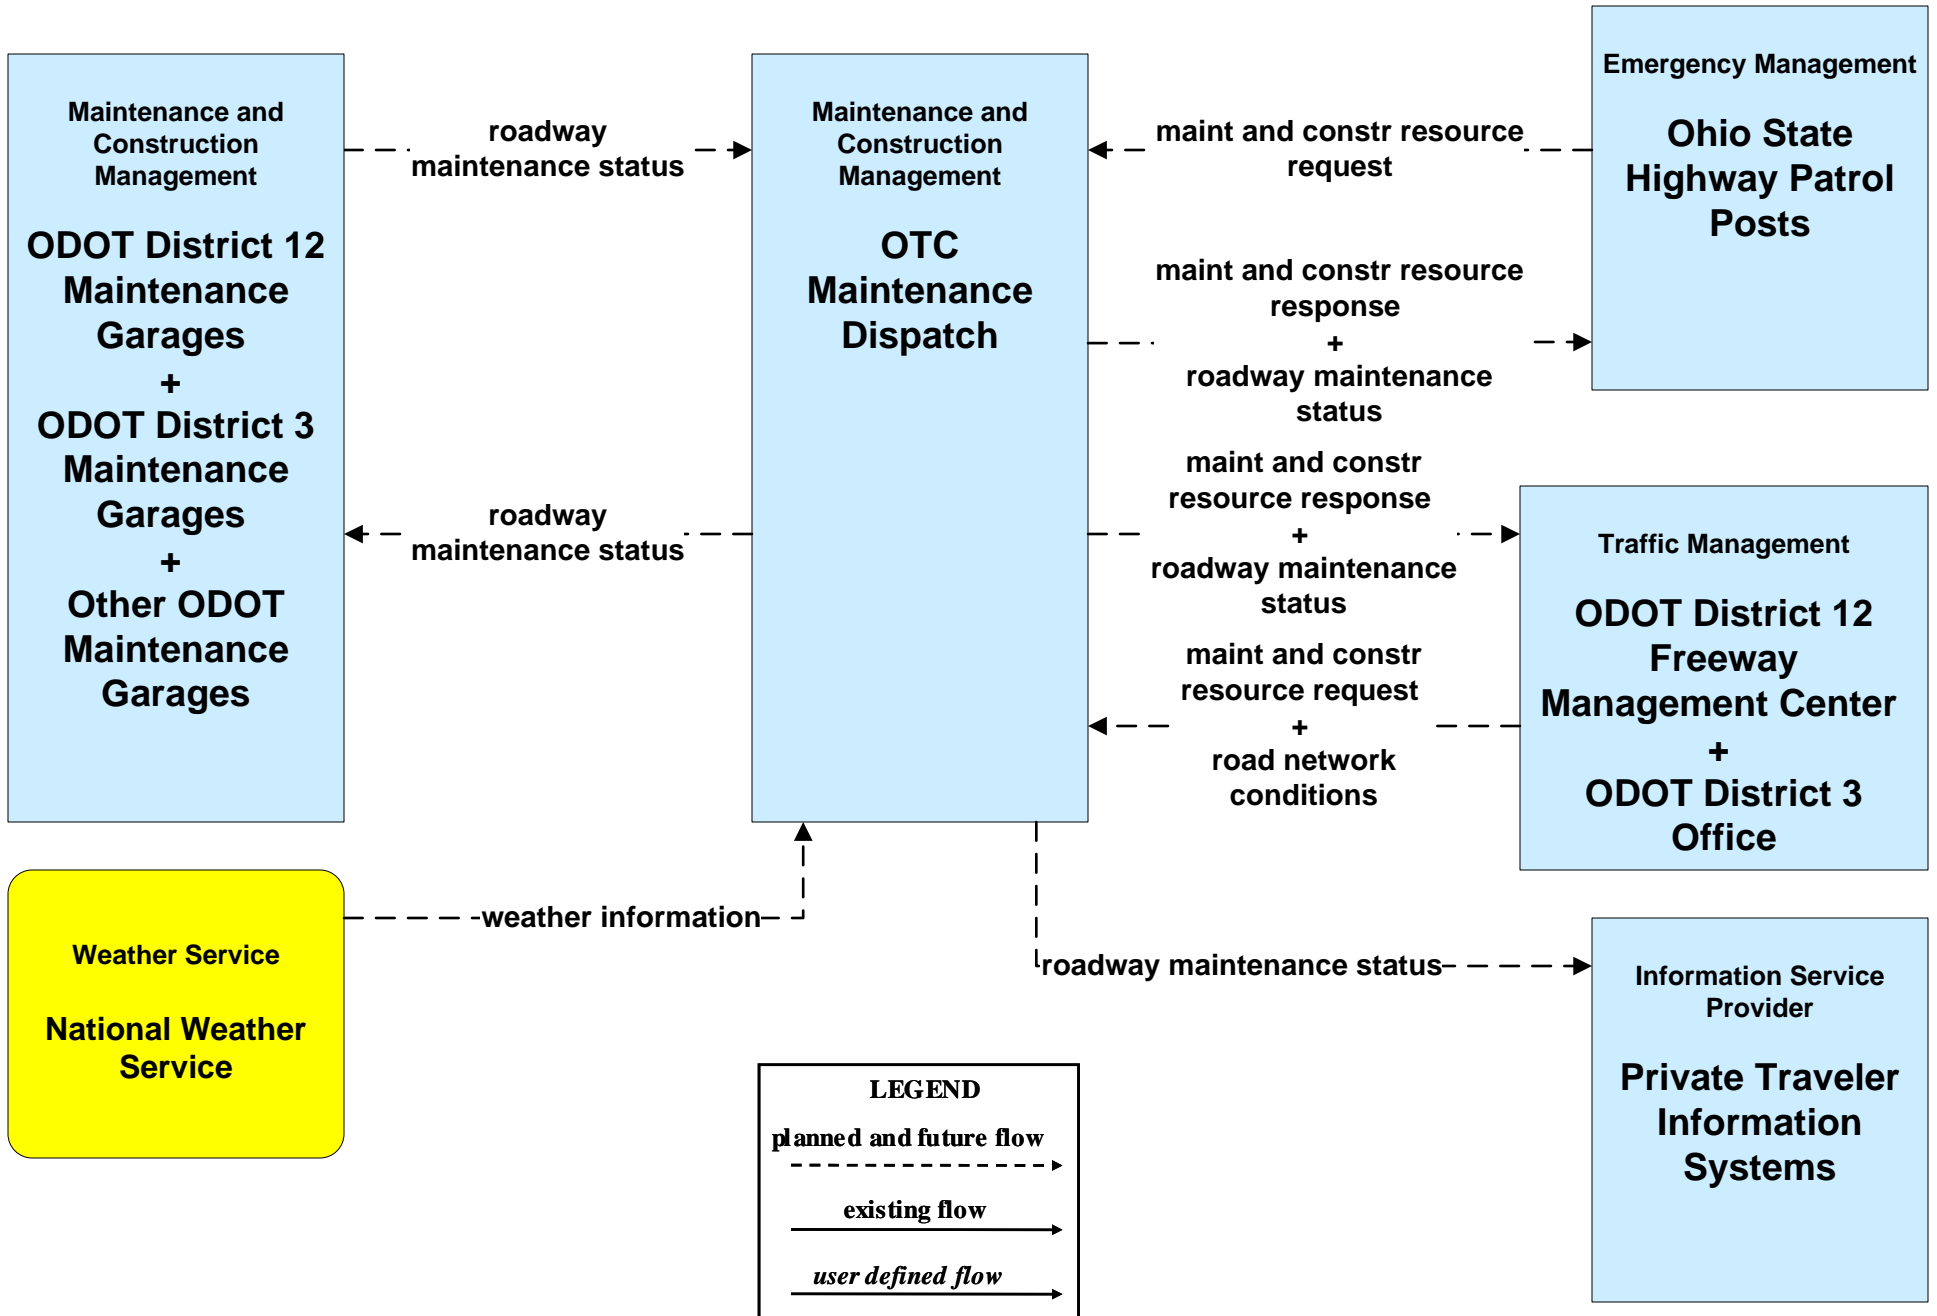 Maintenance and
Construction
Management
ODOT District 12
Maintenance
Garages
+
ODOT District 3
Maintenance
Garages
+
Other ODOT
Maintenance
Garages
roadway
maintenance status
roadway
maintenance status
Maintenance and
Construction
Management
OTC
Maintenance
Dispatch
maint and constr resource
request
maint and constr resource
response
+
roadway maintenance
status
maint and constr
resource response
+
roadway maintenance
status
maint and constr
resource request
+
road network
conditions
Emergency Management
Ohio State
Highway Patrol
Posts
Traffic Management
ODOT District 12
Freeway
Management Center
+
ODOT District 3
Office
Weather Service
National Weather
Service
weather information
roadway maintenance status
Information Service
Provider
Private Traveler
Information
Systems
LEGEND
planned and future flow
existing flow
user defined flow